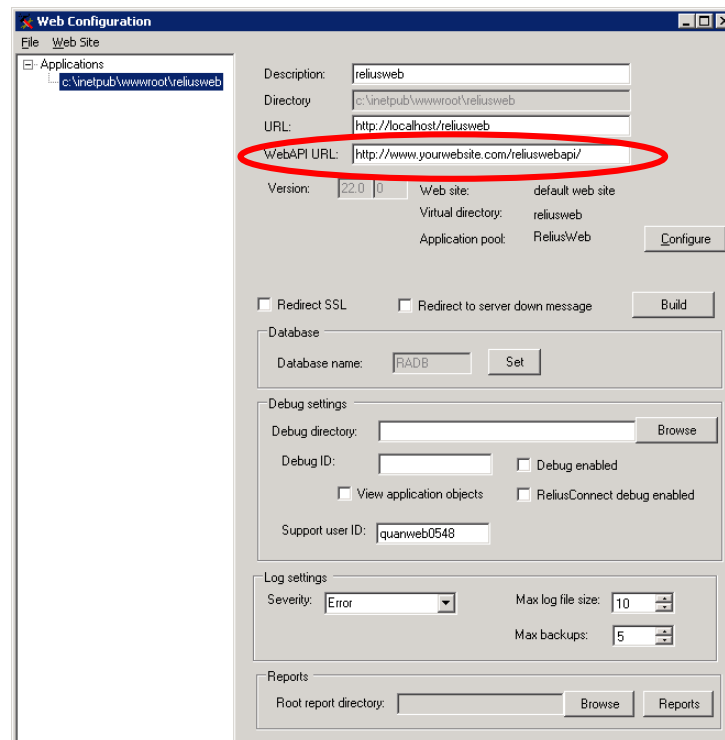 Web Configuration
File Web Site
Applications
c:\inetpub\wwwroot\reliusweb
Description: reliusweb
Directory c:\inetpub\wwwroot\reliusweb
URL: http://localhost/reliusweb
WebAPI URL: http://www.yourwebsite.com/reliuswebapi/
Version: 22.0 0 Web site: default web site
Virtual directory: reliusweb
Application pool: ReliusWeb Configure
Redirect SSL Redirect to server down message Build
Database
Database name: RADB Set
Debug settings
Debug directory: Browse
Debug ID: Debug enabled
View application objects ReliusConnect debug enabled
Support user ID: quanweb0548
Log settings
Severity: Error Max log file size: 10
Max backups: 5
Reports
Root report directory: Browse Reports